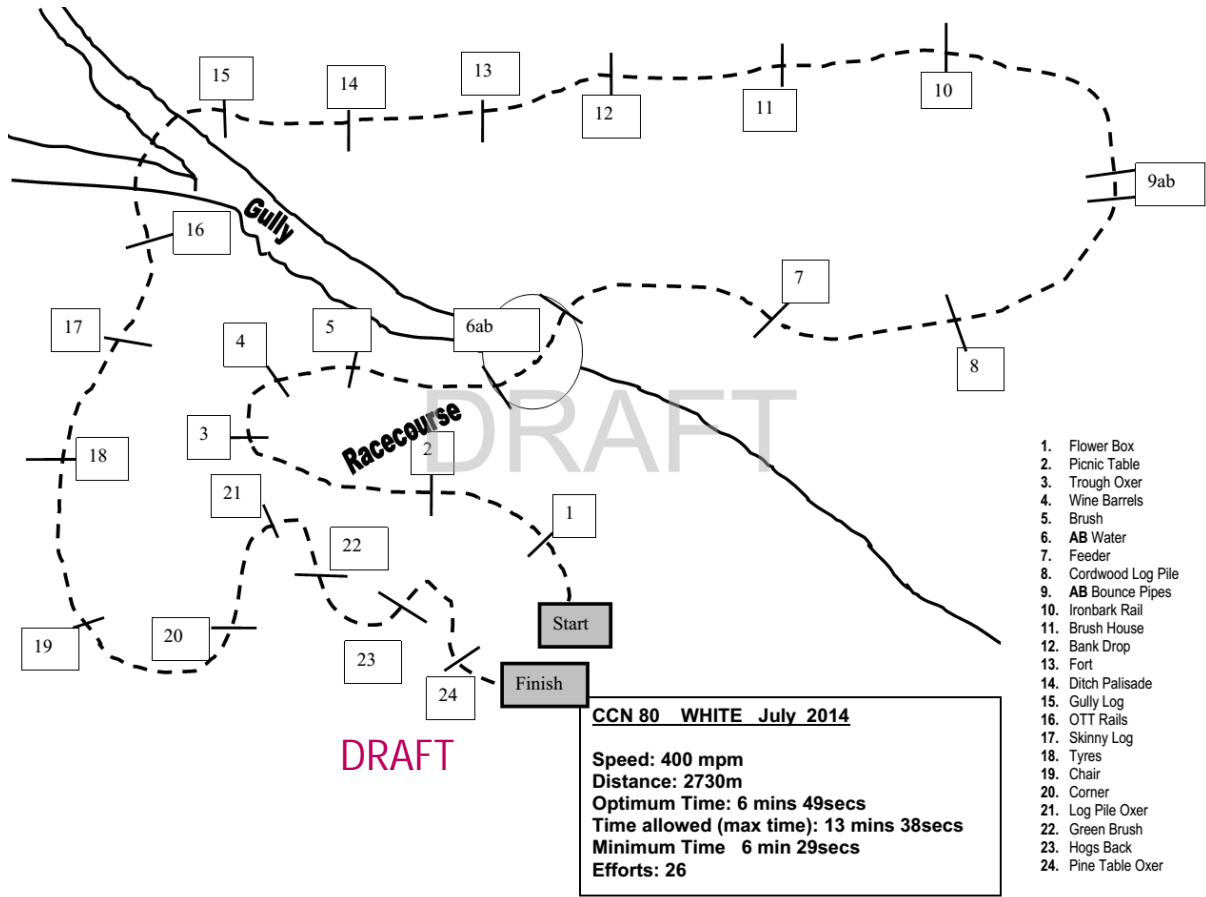 15
14
13
12
11
10
9ab
16
Gully
17
4
5
6ab
7
8
3
Racecourse
2
DRAFT
18
21
1
22
19
20
23
24
Start
Finish
DRAFT
CCN 80 WHITE July 2014
Speed: 400 mpm
Distance: 2730m
Optimum Time: 6 mins 49secs
Time allowed (max time): 13 mins 38secs
Minimum Time 6 min 29secs
Efforts: 26
1. Flower Box
2. Picnic Table
3. Trough Oxer
4. Wine Barrels
5. Brush
6. AB Water
7. Feeder
8. Cordwood Log Pile
9. AB Bounce Pipes
10. Ironbark Rail
11. Brush House
12. Bank Drop
13. Fort
14. Ditch Palisade
15. Gully Log
16. OTT Rails
17. Skinny Log
18. Tyres
19. Chair
20. Corner
21. Log Pile Oxer
22. Green Brush
23. Hogs Back
24. Pine Table Oxer